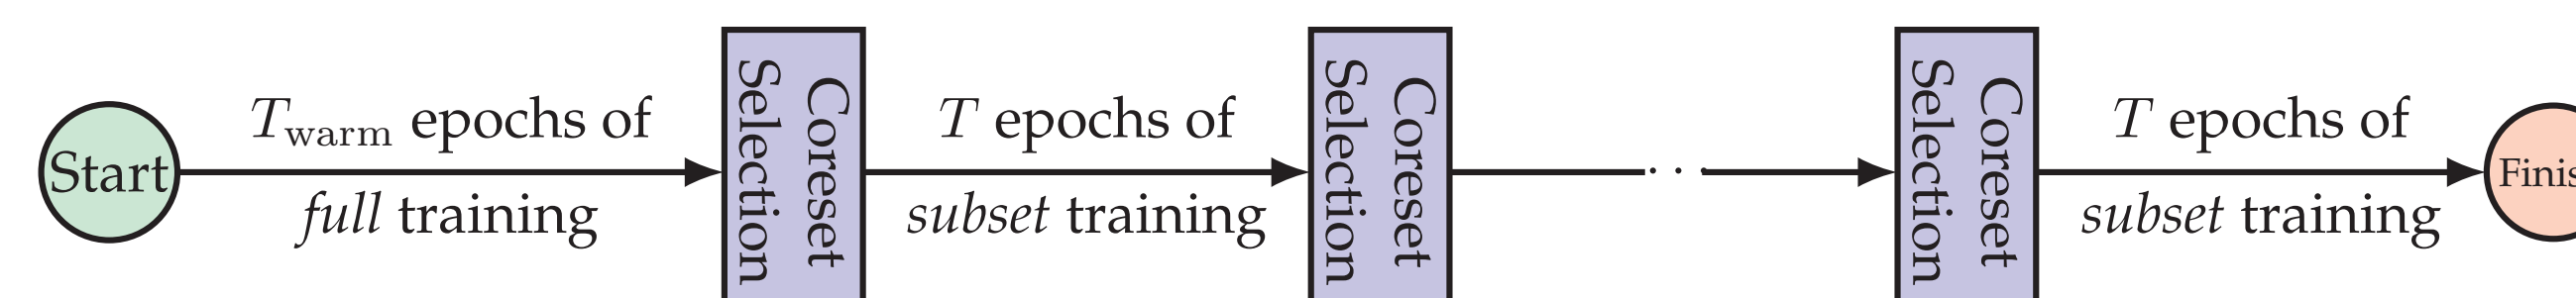 Start
T_warm epochs of
full training
Coreset
Selection
T epochs of
subset training
Coreset
Selection
· · ·
Coreset
Selection
T epochs of
subset training
Finis